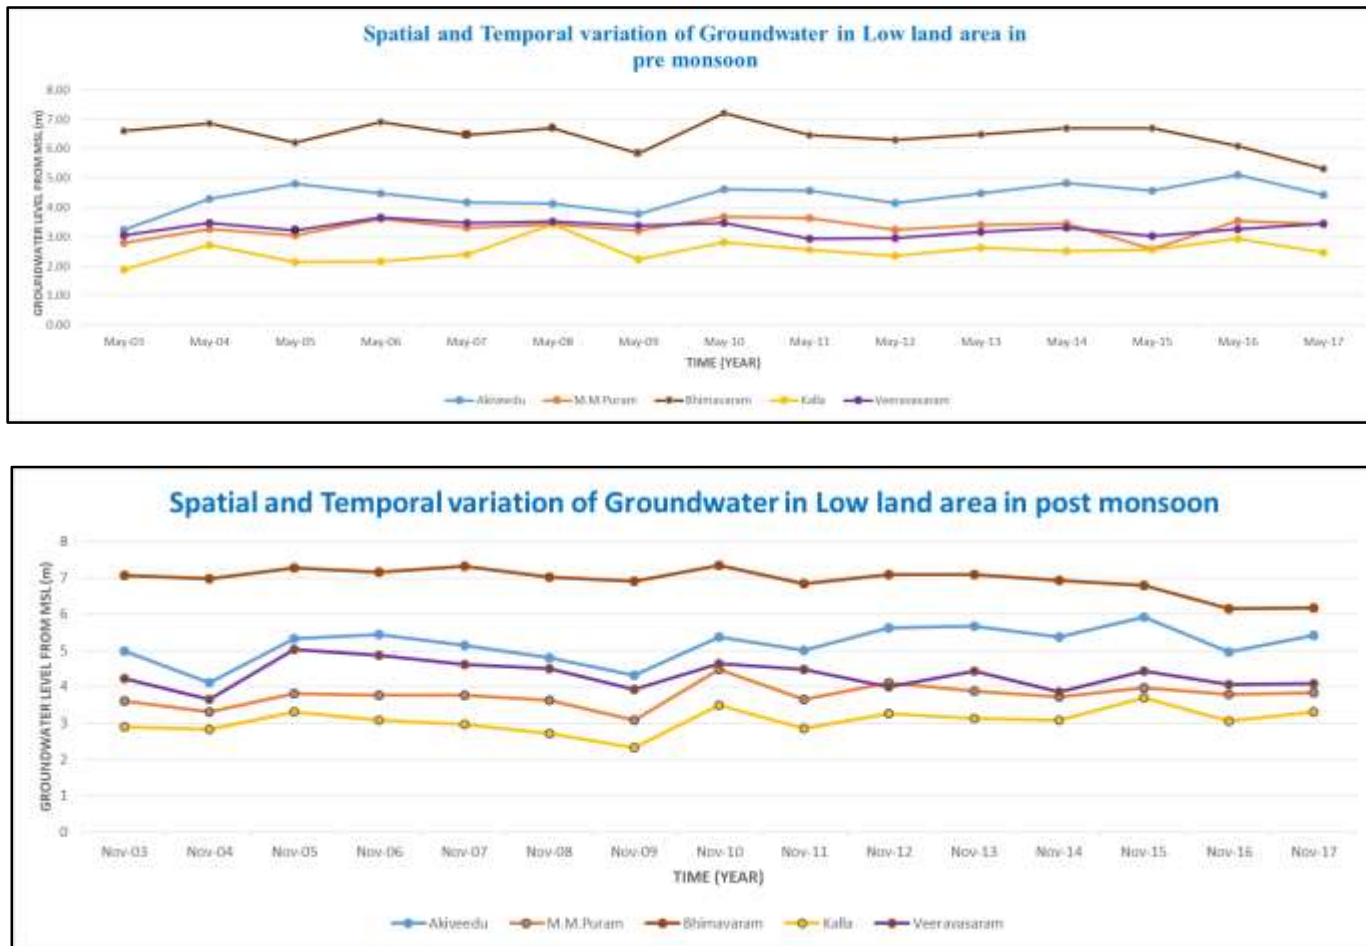 Spatial and Temporal variation of Groundwater in Low land area in
pre monsoon
GROUNDWATER LEVEL FROM MSL (m)
8.00
7.00
6.00
5.00
4.00
3.00
2.00
1.00
0.00
May-03 May-04 May-05 May-06 May-07 May-08 May-09 May-10 May-11 May-12 May-13 May-14 May-15 May-16 May-17
TIME (YEAR)
Akiveedu M.M.Puram Bhimavaram Kalla Veeravasaram
Spatial and Temporal variation of Groundwater in Low land area in post monsoon
GROUNDWATER LEVEL FROM MSL (m)
8
7
6
5
4
3
2
1
0
Nov-03 Nov-04 Nov-05 Nov-06 Nov-07 Nov-08 Nov-09 Nov-10 Nov-11 Nov-12 Nov-13 Nov-14 Nov-15 Nov-16 Nov-17
TIME (YEAR)
Akiveedu M.M.Puram Bhimavaram Kalla Veeravasaram